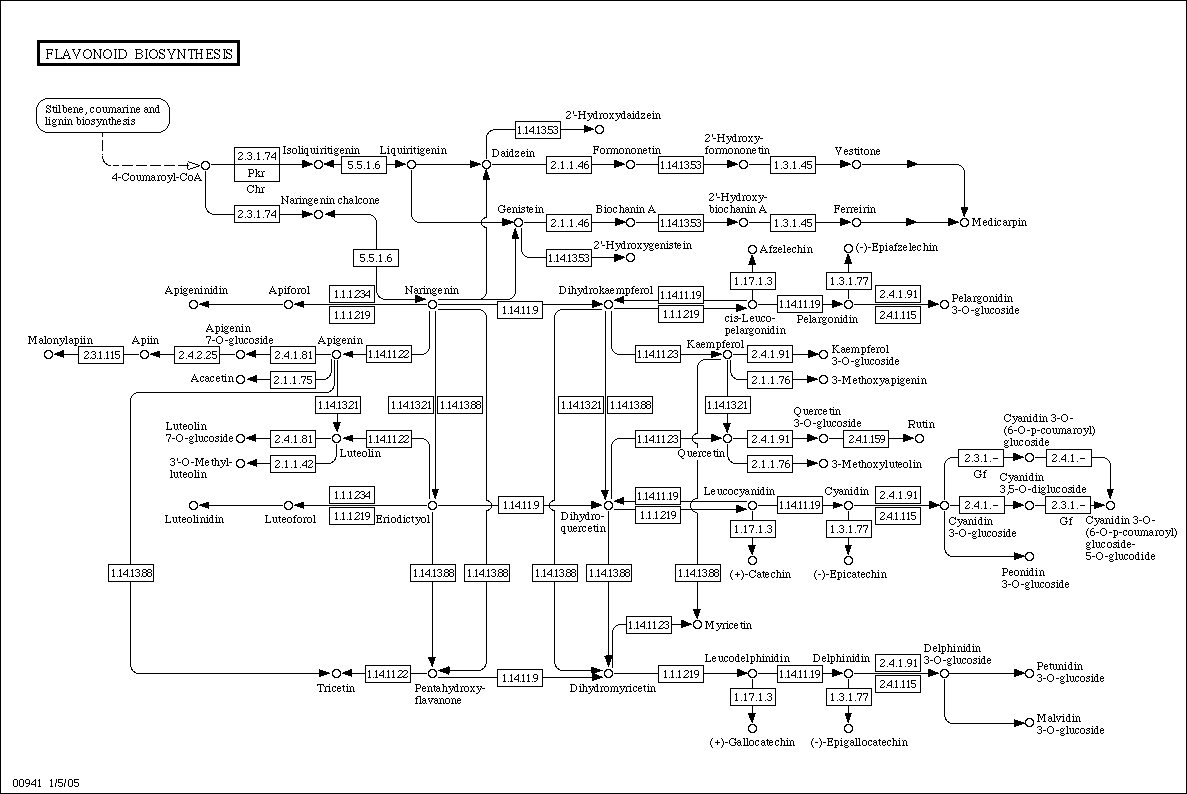 FLAVONOID BIOSYNTHESIS
Stilbene, coumarine and
lignin biosynthesis
4-Coumaroyl-CoA
2.3.1.74
Pkr
Chr
Isoliquiritigenin
5.5.1.6
Liquiritigenin
Daidzein
1.14.13.53
2'-Hydroxydaidzein
2.1.1.46
Formononetin
1.14.13.53
2'-Hydroxy-
formononetin
1.3.1.45
Vestitone
2.3.1.74
Naringenin chalcone
Genistein
2.1.1.46
Biochanin A
1.14.13.53
2'-Hydroxy-
biochanin A
1.3.1.45
Ferreirin
Medicarpin
5.5.1.6
1.14.13.53
2'-Hydroxygenistein
Afzelechin
(-)-Epiafzelechin
1.17.1.3
1.3.1.77
Apigeninidin
Apiforol
1.1.1.234
1.1.1.219
Naringenin
1.14.11.9
Dihydrokaempferol
1.14.11.19
1.1.1.219
cis-Leuco-
pelargonidin
1.14.11.19
Pelargonidin
2.4.1.91
2.4.1.115
Pelargonidin
3-O-glucoside
Malonylapiin
2.3.1.115
Apiin
2.4.2.25
Apigenin
7-O-glucoside
2.4.1.81
Apigenin
1.14.11.22
1.14.11.23
Kaempferol
2.4.1.91
Kaempferol
3-O-glucoside
Acacetin
2.1.1.75
2.1.1.76
3-Methoxyapigenin
1.14.13.21
1.14.13.21
1.14.13.88
1.14.13.21
1.14.13.88
1.14.13.21
Luteolin
7-O-glucoside
2.4.1.81
Luteolin
1.14.11.22
1.14.11.23
Quercetin
2.4.1.91
Quercetin
3-O-glucoside
2.4.1.159
Rutin
3'-O-Methyl-
luteolin
2.1.1.42
2.1.1.76
3-Methoxyluteolin
Cyanidin 3-O-
(6-O-p-coumaroyl)
glucoside
2.3.1.-
Gf
2.4.1.-
Luteolinidin
Luteoforol
1.1.1.234
1.1.1.219
Eriodictyol
1.14.11.9
Dihydro-
quercetin
1.14.11.19
1.1.1.219
Leucocyanidin
1.14.11.19
Cyanidin
2.4.1.91
2.4.1.115
Cyanidin
3-O-glucoside
2.4.1.-
Cyanidin
3,5-O-diglucoside
2.3.1.-
Gf
Cyanidin 3-O-
(6-O-p-coumaroyl)
glucoside-
5-O-glucodide
1.17.1.3
1.3.1.77
(+)-Catechin
(-)-Epicatechin
Peonidin
3-O-glucoside
1.14.13.88
1.14.13.88
1.14.13.88
1.14.13.88
1.14.13.88
1.14.13.88
1.14.11.23
Myricetin
Tricetin
1.14.11.22
Pentahydroxy-
flavanone
1.14.11.9
Dihydromyricetin
1.1.1.219
Leucodelphinidin
1.14.11.19
Delphinidin
2.4.1.91
2.4.1.115
Delphinidin
3-O-glucoside
Petunidin
3-O-glucoside
1.17.1.3
1.3.1.77
(+)-Gallocatechin
(-)-Epigallocatechin
Malvidin
3-O-glucoside
00941 1/5/05